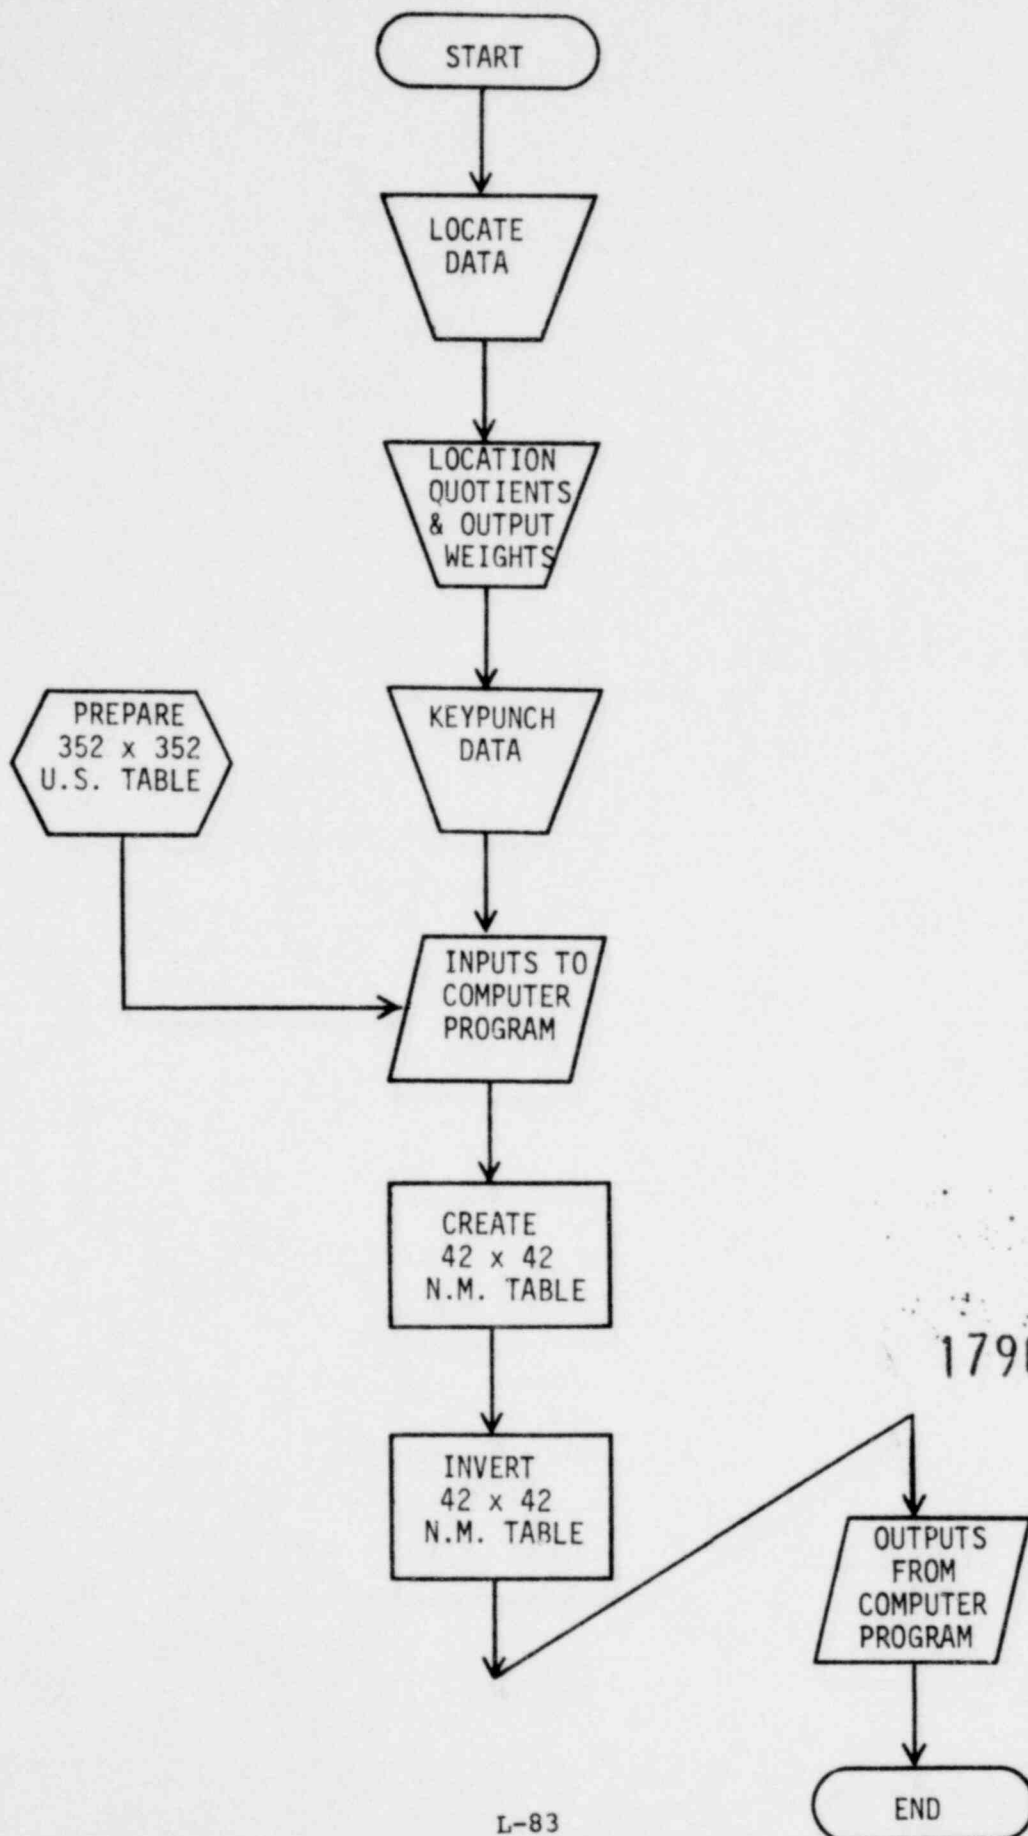 START
LOCATE
DATA
LOCATION
QUOTIENTS
& OUTPUT
WEIGHTS
PREPARE
352 x 352
U.S. TABLE
KEYPUNCH
DATA
INPUTS TO
COMPUTER
PROGRAM
CREATE
42 x 42
N.M. TABLE
INVERT
42 x 42
N.M. TABLE
OUTPUTS
FROM
COMPUTER
PROGRAM
END
L-83